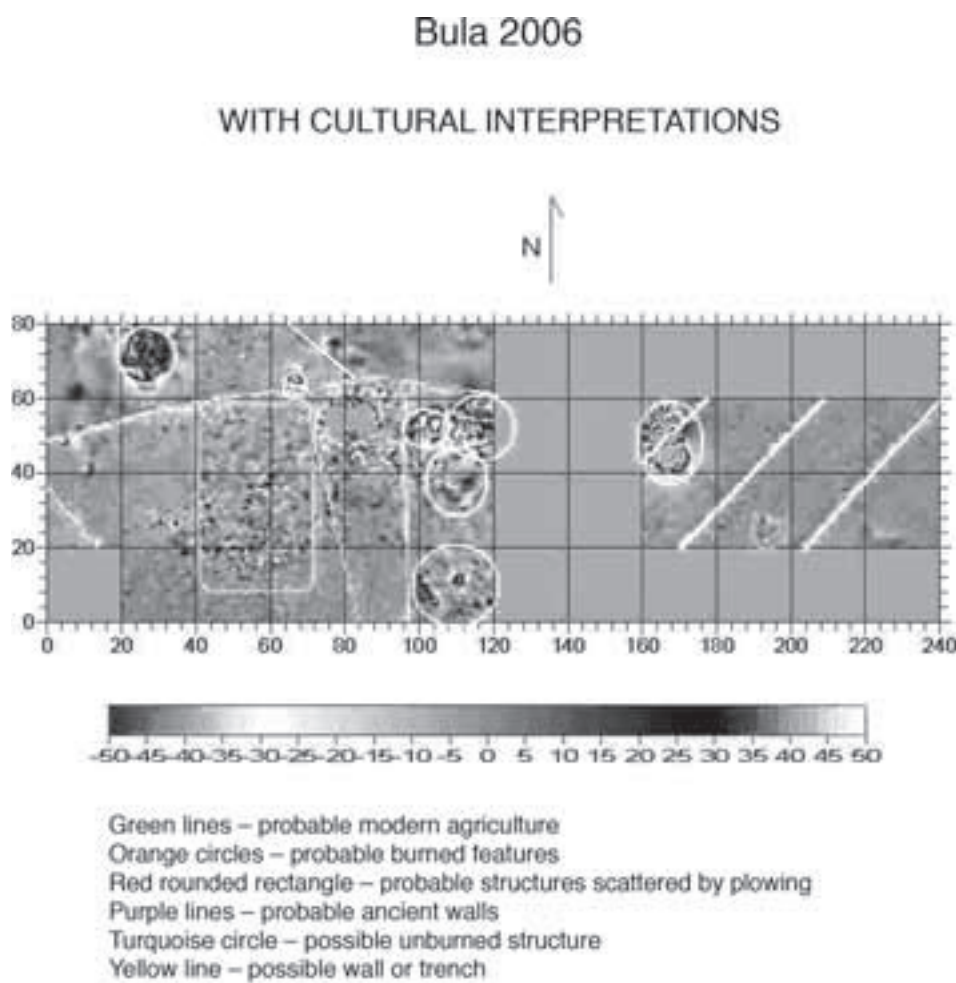 Bula 2006
WITH CULTURAL INTERPRETATIONS
N
80
60
40
20
0
0 20 40 60 80 100 120 140 160 180 200 220 240
-50-45-40-35-30-25-20-15-10 -5 0 5 10 15 20 25 30 35 40 45 50
Green lines – probable modern agriculture
Orange circles – probable burned features
Red rounded rectangle – probable structures scattered by plowing
Purple lines – probable ancient walls
Turquoise circle – possible unburned structure
Yellow line – possible wall or trench